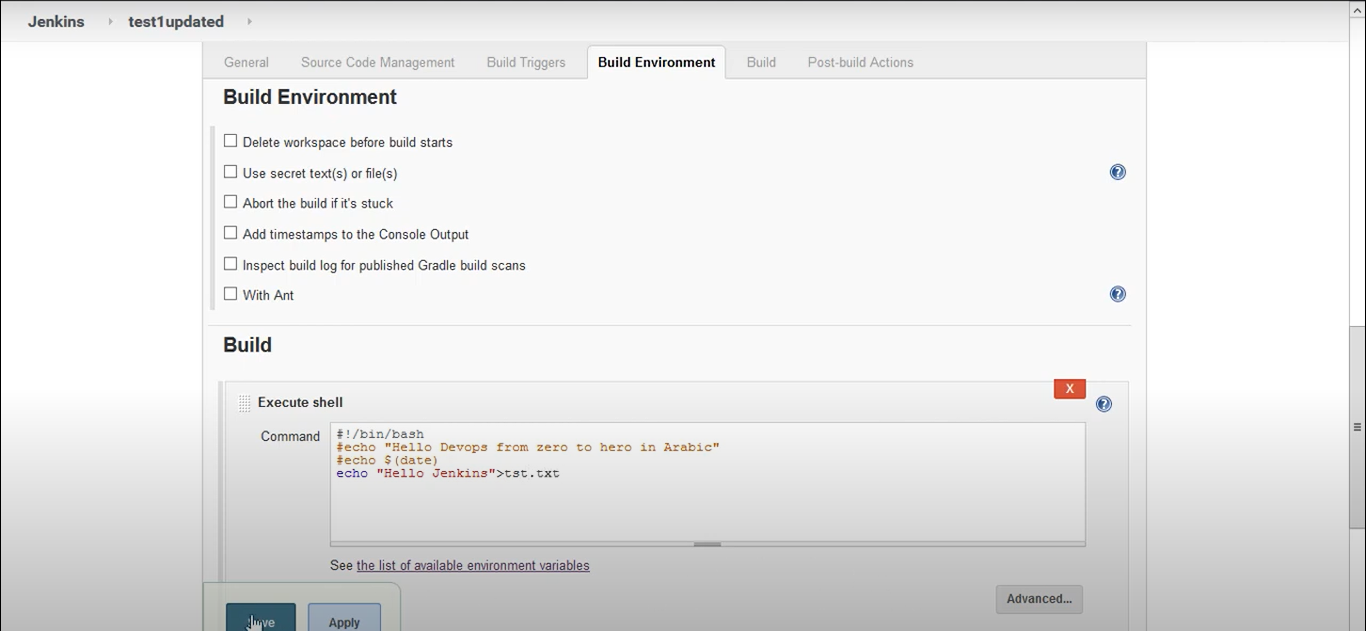 Jenkins test1updated
General Source Code Management Build Triggers Build Environment Build Post-build Actions
Build Environment
Delete workspace before build starts
Use secret text(s) or file(s)
Abort the build if it's stuck
Add timestamps to the Console Output
Inspect build log for published Gradle build scans
With Ant
Build
X
Execute shell
Command
#!/bin/bash
#echo "Hello Devops from zero to hero in Arabic"
#echo $(date)
echo "Hello Jenkins">tst.txt
See the list of available environment variables
Advanced...
Apply